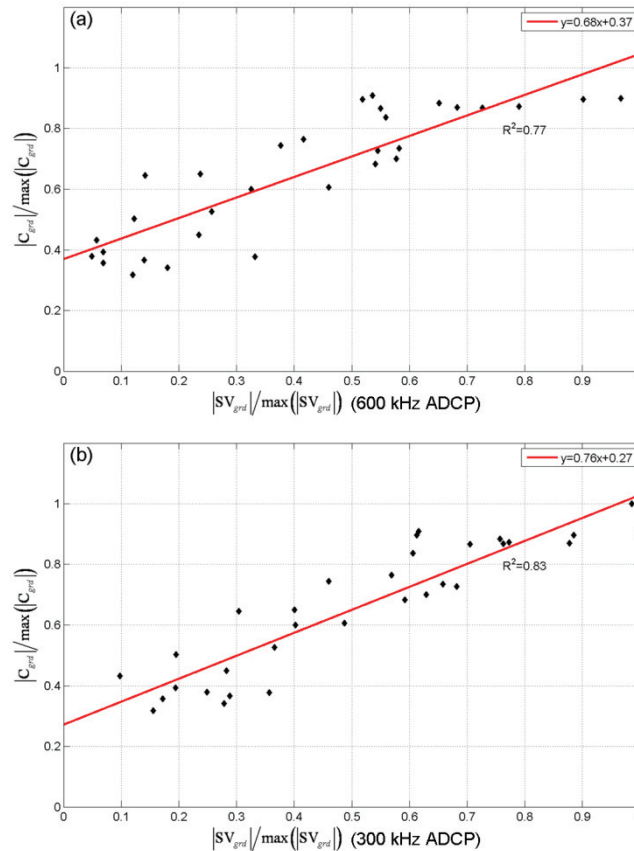 (a)
y=0.68x+0.37
1
0.8
0.6
0.4
0.2
0
|C_grd|/max(|C_grd|)
R²=0.77
0 0.1 0.2 0.3 0.4 0.5 0.6 0.7 0.8 0.9
|SV_grd|/max(|SV_grd|) (600 kHz ADCP)
(b)
y=0.76x+0.27
1
0.8
0.6
0.4
0.2
0
|C_grd|/max(|C_grd|)
R²=0.83
0 0.1 0.2 0.3 0.4 0.5 0.6 0.7 0.8 0.9
|SV_grd|/max(|SV_grd|) (300 kHz ADCP)